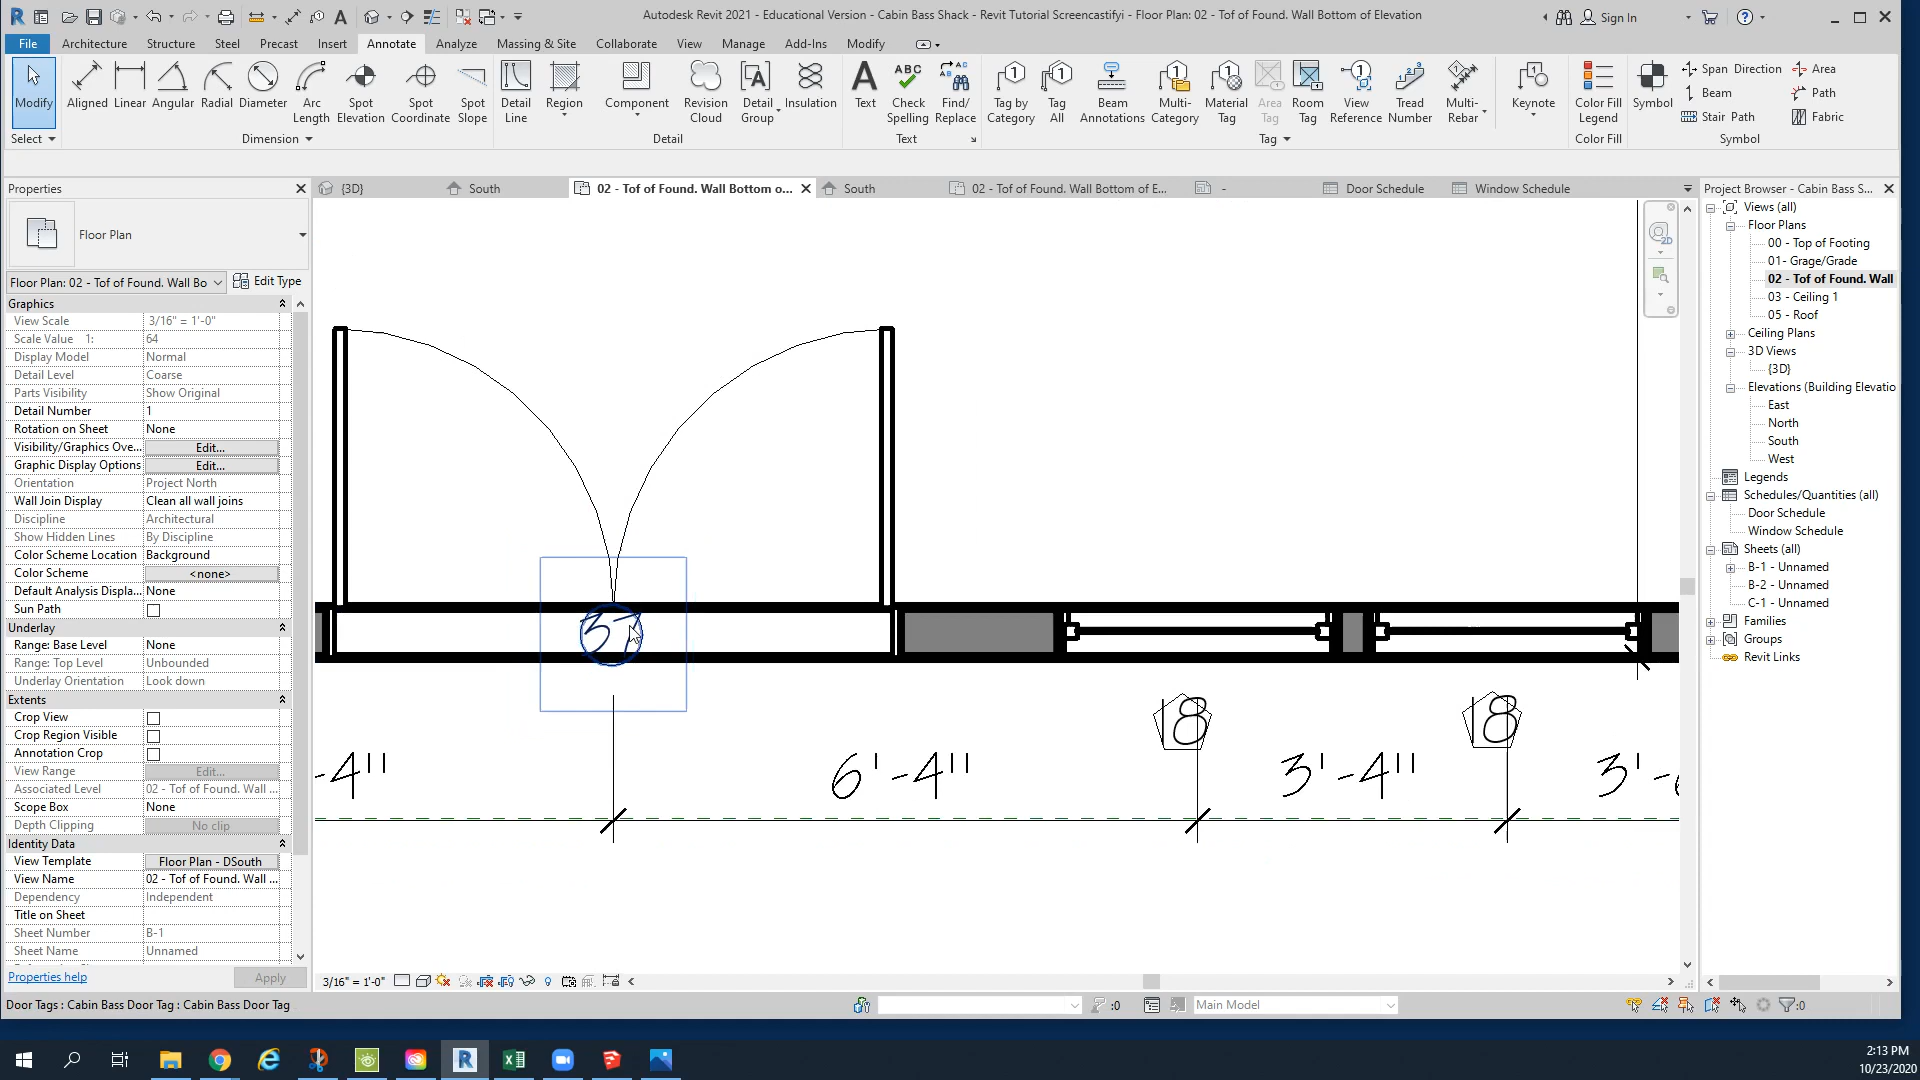 Autodesk Revit 2021 - Educational Version - Cabin Bass Shack - Revit Tutorial Screencastifyi - Floor Plan: 02 - Tof of Found. Wall Bottom of Elevation
Sign In
File Architecture Structure Steel Precast Insert Annotate Analyze Massing & Site Collaborate View Manage Add-Ins Modify
Modify Aligned Linear Angular Radial Diameter Arc Length Spot Elevation Spot Coordinate Spot Slope Detail Line Region Component Revision Cloud Detail Group Insulation Text Check Spelling Find/ Replace Tag by Category Tag All Beam Annotations Multi- Category Material Tag Area Tag Room Tag View Reference Tread Number Multi- Rebar Keynote Color Fill Legend Symbol
Span Direction Area
Beam Path
Stair Path Fabric
Select Dimension Detail Text Tag Color Fill Symbol
Properties
{3D} South 02 - Tof of Found. Wall Bottom o... South 02 - Tof of Found. Wall Bottom of E... - Door Schedule Window Schedule
Floor Plan
Floor Plan: 02 - Tof of Found. Wall Bo Edit Type
Graphics
View Scale 3/16" = 1'-0"
Scale Value 1: 64
Display Model Normal
Detail Level Coarse
Parts Visibility Show Original
Detail Number 1
Rotation on Sheet None
Visibility/Graphics Ove... Edit...
Graphic Display Options Edit...
Orientation Project North
Wall Join Display Clean all wall joins
Discipline Architectural
Show Hidden Lines By Discipline
Color Scheme Location Background
Color Scheme <none>
Default Analysis Displa... None
Sun Path
Underlay
Range: Base Level None
Range: Top Level Unbounded
Underlay Orientation Look down
Extents
Crop View
Crop Region Visible
Annotation Crop
View Range Edit...
Associated Level 02 - Tof of Found. Wall ...
Scope Box None
Depth Clipping No clip
Identity Data
View Template Floor Plan - DSouth
View Name 02 - Tof of Found. Wall ...
Dependency Independent
Title on Sheet
Sheet Number B-1
Sheet Name Unnamed
Properties help Apply
37
18 18
-4" 6'-4" 3'-4" 3'-
2D
Project Browser - Cabin Bass S...
Views (all)
Floor Plans
00 - Top of Footing
01- Grage/Grade
02 - Tof of Found. Wall
03 - Ceiling 1
05 - Roof
Ceiling Plans
3D Views
{3D}
Elevations (Building Elevatio
East
North
South
West
Legends
Schedules/Quantities (all)
Door Schedule
Window Schedule
Sheets (all)
B-1 - Unnamed
B-2 - Unnamed
C-1 - Unnamed
Families
Groups
Revit Links
3/16" = 1'-0"
Door Tags : Cabin Bass Door Tag : Cabin Bass Door Tag
:0 Main Model :0
2:13 PM
10/23/2020